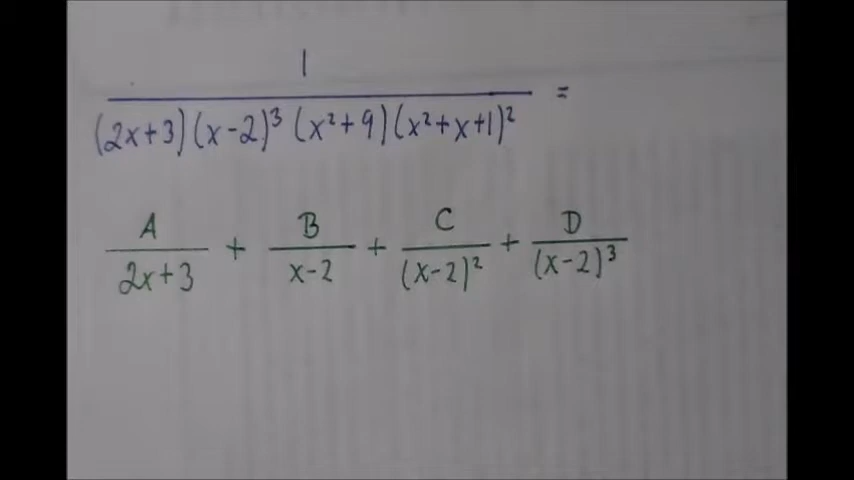 1
(2x+3)(x-2)³(x²+9)(x²+x+1)² =
A + B + C + D
2x+3 x-2 (x-2)² (x-2)³